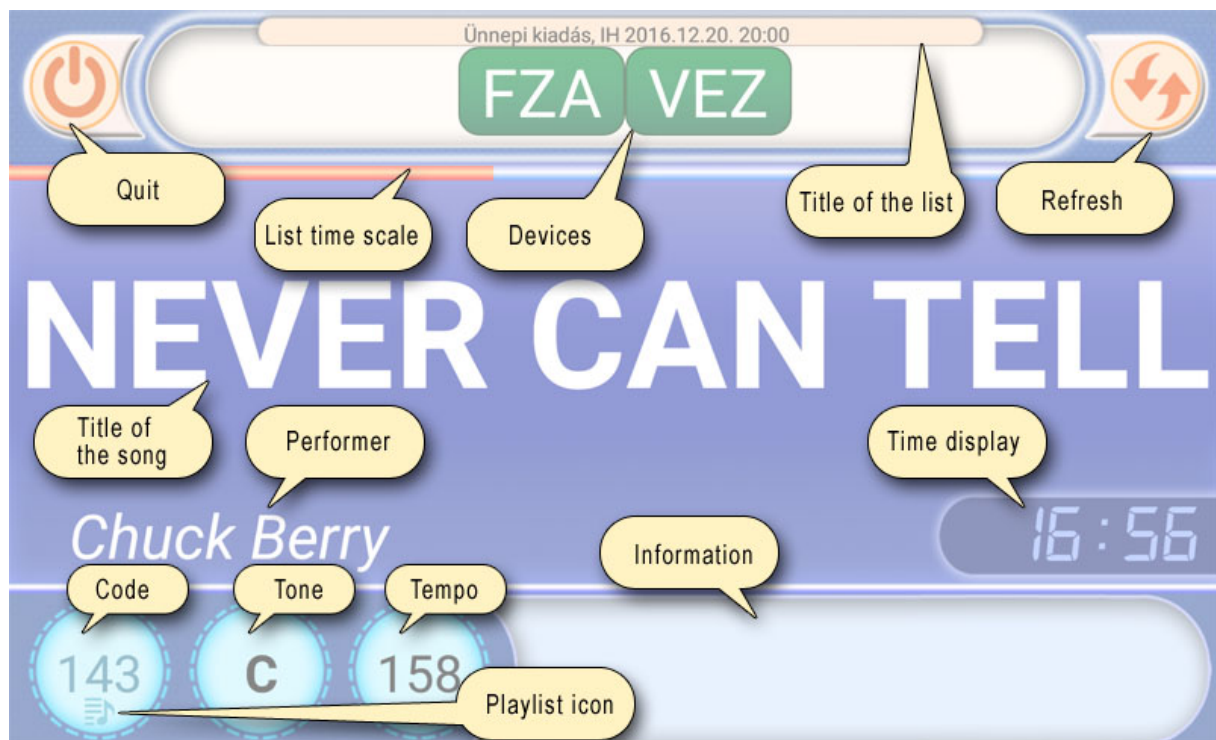 Ünnepi kiadás, IH 2016.12.20. 20:00
FZA VEZ
Quit
List time scale
Devices
Title of the list
Refresh
NEVER CAN TELL
Title of
the song
Performer
Time display
Chuck Berry
16:56
Information
Code
Tone
Tempo
143
C
158
Playlist icon